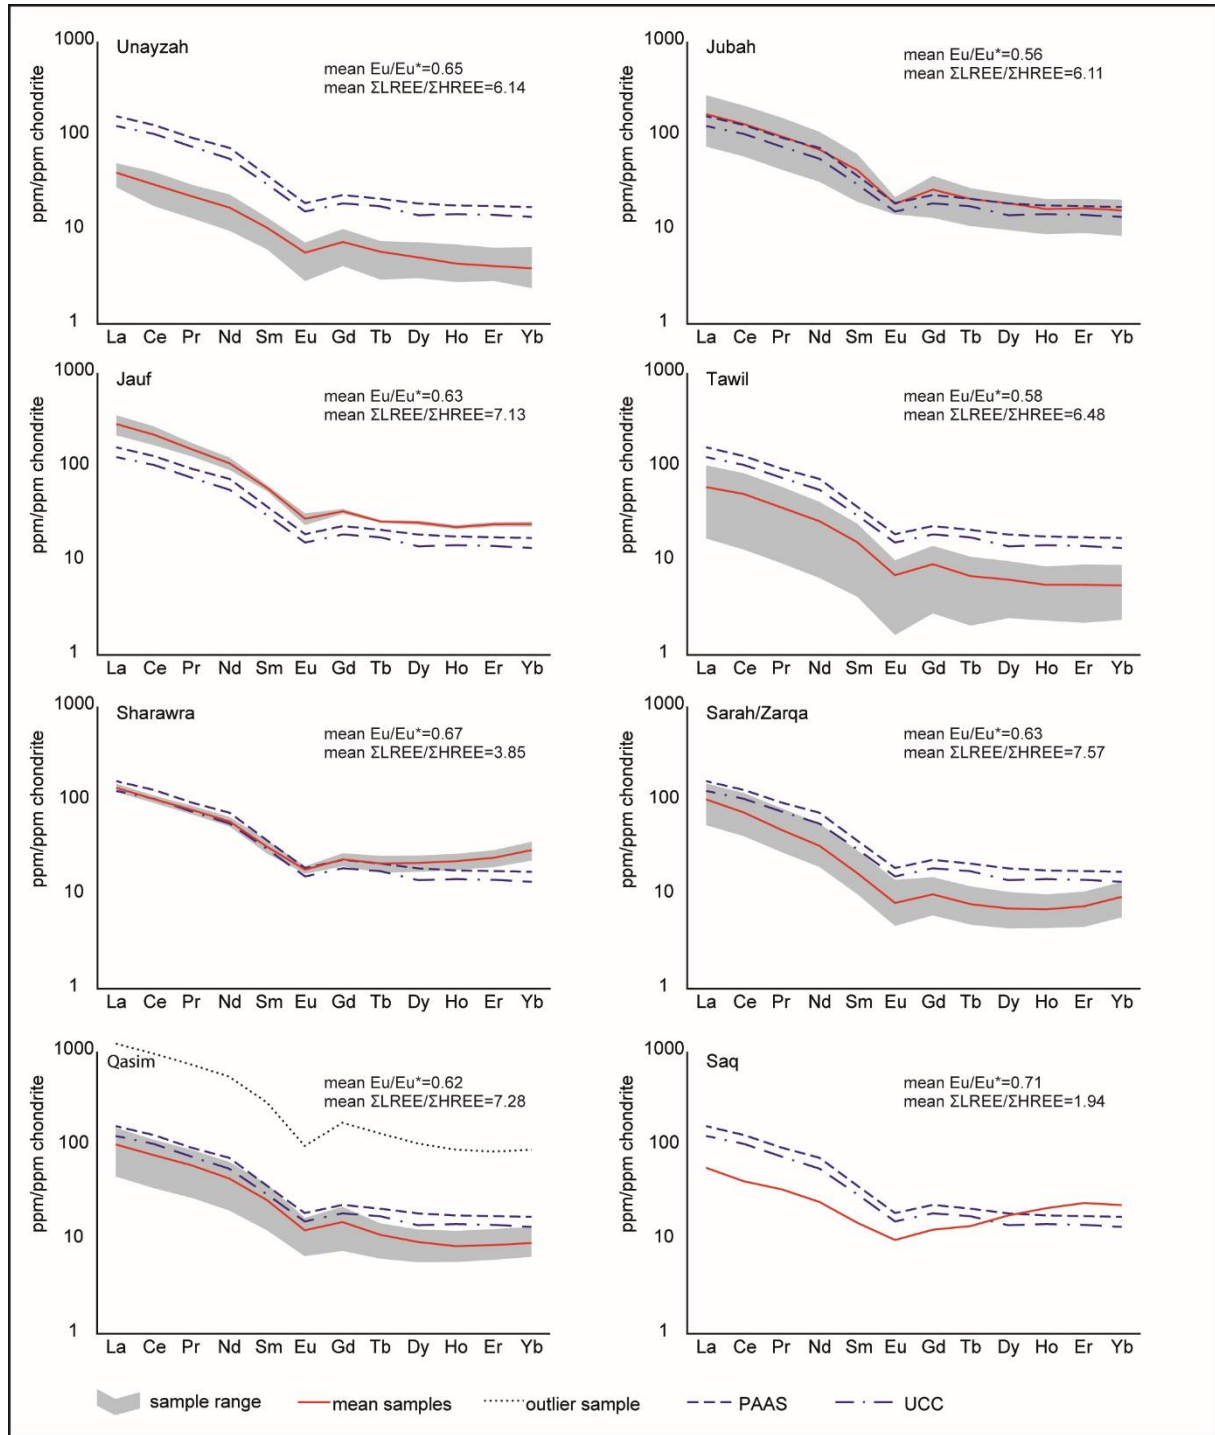 Unayzah
mean Eu/Eu*=0.65
mean ΣLREE/ΣHREE=6.14
ppm/ppm chondrite
1000
100
10
1
La Ce Pr Nd Sm Eu Gd Tb Dy Ho Er Yb
Jubah
mean Eu/Eu*=0.56
mean ΣLREE/ΣHREE=6.11
ppm/ppm chondrite
1000
100
10
1
La Ce Pr Nd Sm Eu Gd Tb Dy Ho Er Yb
Jauf
mean Eu/Eu*=0.63
mean ΣLREE/ΣHREE=7.13
ppm/ppm chondrite
1000
100
10
1
La Ce Pr Nd Sm Eu Gd Tb Dy Ho Er Yb
Tawil
mean Eu/Eu*=0.58
mean ΣLREE/ΣHREE=6.48
ppm/ppm chondrite
1000
100
10
1
La Ce Pr Nd Sm Eu Gd Tb Dy Ho Er Yb
Sharawra
mean Eu/Eu*=0.67
mean ΣLREE/ΣHREE=3.85
ppm/ppm chondrite
1000
100
10
1
La Ce Pr Nd Sm Eu Gd Tb Dy Ho Er Yb
Sarah/Zarqa
mean Eu/Eu*=0.63
mean ΣLREE/ΣHREE=7.57
ppm/ppm chondrite
1000
100
10
1
La Ce Pr Nd Sm Eu Gd Tb Dy Ho Er Yb
Qasim
mean Eu/Eu*=0.62
mean ΣLREE/ΣHREE=7.28
ppm/ppm chondrite
1000
100
10
1
La Ce Pr Nd Sm Eu Gd Tb Dy Ho Er Yb
Saq
mean Eu/Eu*=0.71
mean ΣLREE/ΣHREE=1.94
ppm/ppm chondrite
1000
100
10
1
La Ce Pr Nd Sm Eu Gd Tb Dy Ho Er Yb
sample range mean samples outlier sample PAAS UCC